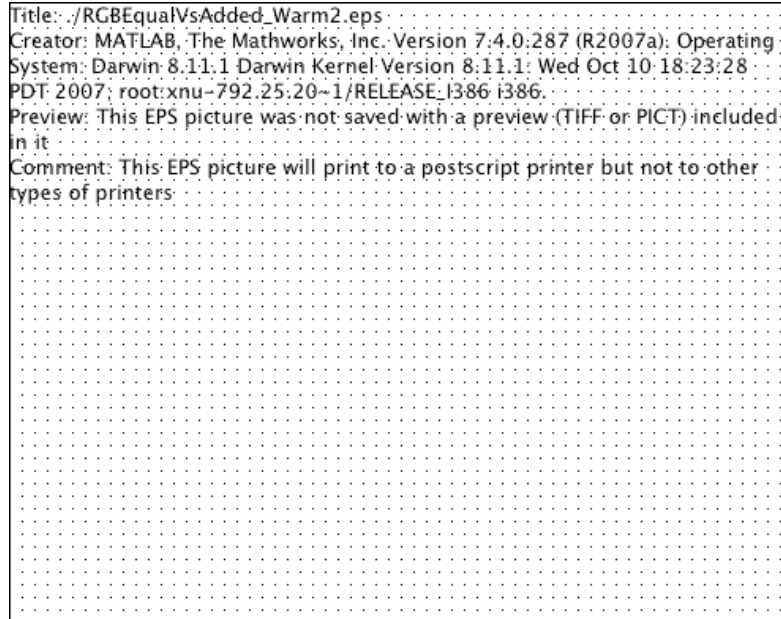 Title: ./RGBEqualVsAdded_Warm2.eps
Creator: MATLAB, The Mathworks, Inc. Version 7.4.0.287 (R2007a). Operating
System: Darwin 8.11.1 Darwin Kernel Version 8.11.1: Wed Oct 10 18:23:28
PDT 2007; root:xnu-792.25.20~1/RELEASE_I386 i386.
Preview: This EPS picture was not saved with a preview (TIFF or PICT) included
in it
Comment: This EPS picture will print to a postscript printer but not to other
types of printers